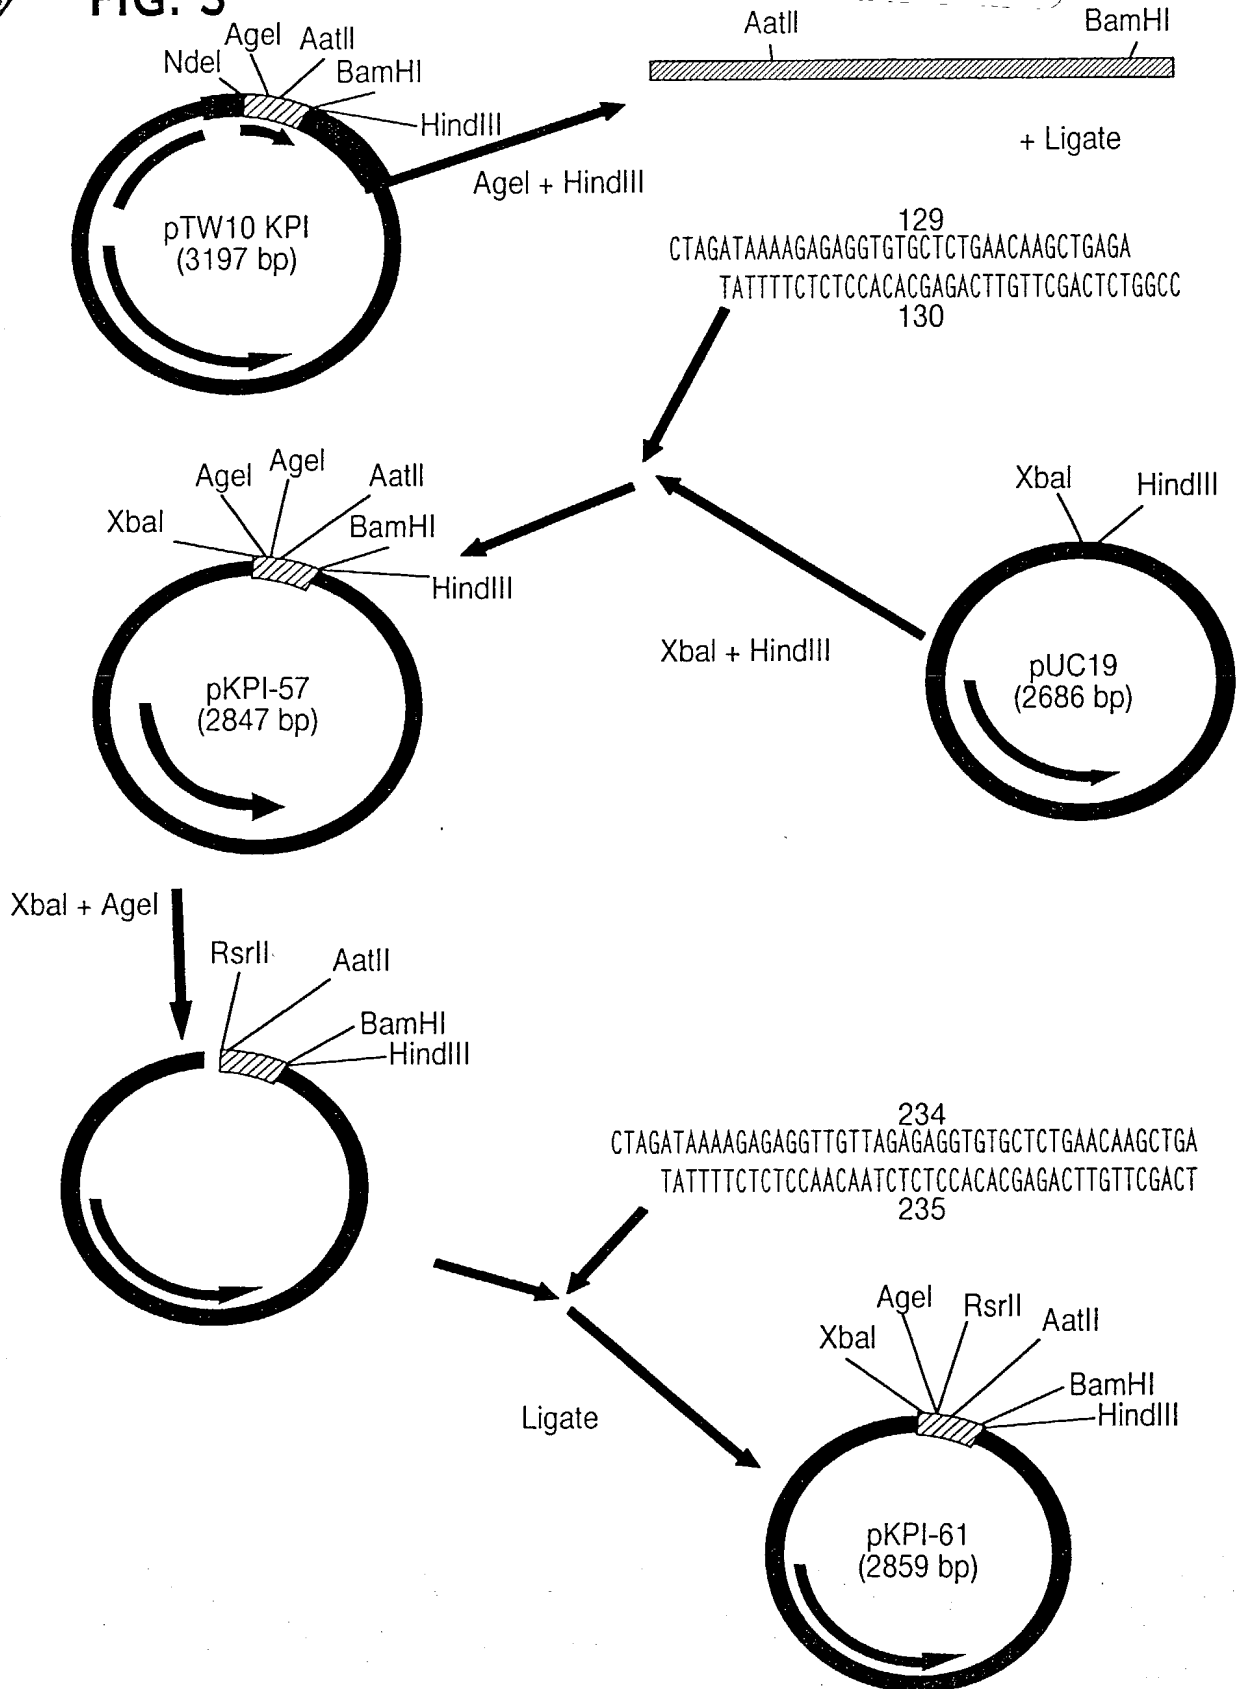 FIG. 3
AatII
BamHI
AgeI
AatII
NdeI
BamHI
HindIII
+ Ligate
AgeI + HindIII
pTW10 KPI
(3197 bp)
129
CTAGATAAAAGAGAGGTGTGCTCTGAACAAGCTGAGA
TATTTTCTCTCCACACGAGACTTGTTCGACTCTGGCC
130
AgeI
AgeI
AatII
XbaI
BamHI
HindIII
XbaI
HindIII
XbaI + HindIII
pKPI-57
(2847 bp)
pUC19
(2686 bp)
XbaI + AgeI
RsrII
AatII
BamHI
HindIII
234
CTAGATAAAAGAGAGGTTGTTAGAGAGGTGTGCTCTGAACAAGCTGA
TATTTTCTCTCCAACAATCTCTCCACACGAGACTTGTTCGACT
235
AgeI
RsrII
AatII
XbaI
BamHI
HindIII
Ligate
pKPI-61
(2859 bp)